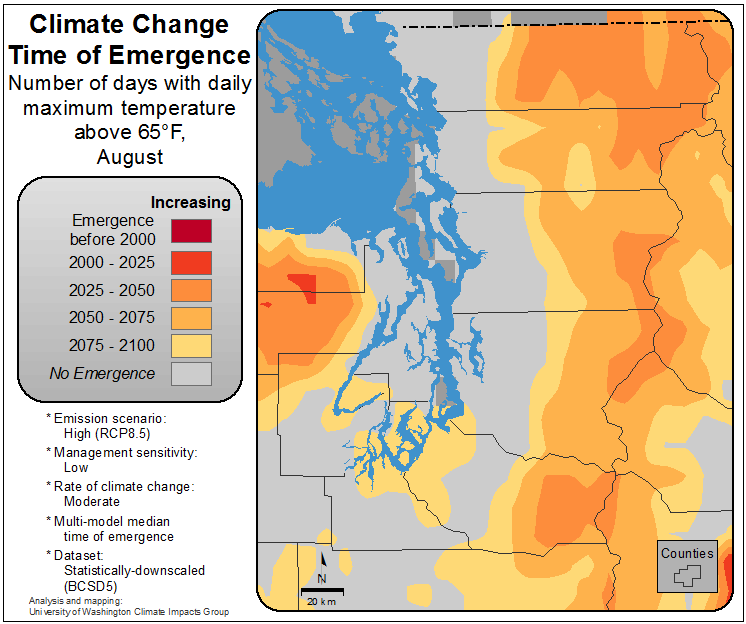 Climate Change
Time of Emergence
Number of days with daily
maximum temperature
above 65°F,
August
Increasing
Emergence
before 2000
2000 - 2025
2025 - 2050
2050 - 2075
2075 - 2100
No Emergence
* Emission scenario:
High (RCP8.5)
* Management sensitivity:
Low
* Rate of climate change:
Moderate
* Multi-model median
time of emergence
* Dataset:
Statistically-downscaled
(BCSD5)
Analysis and mapping:
University of Washington Climate Impacts Group
N
20 km
Counties